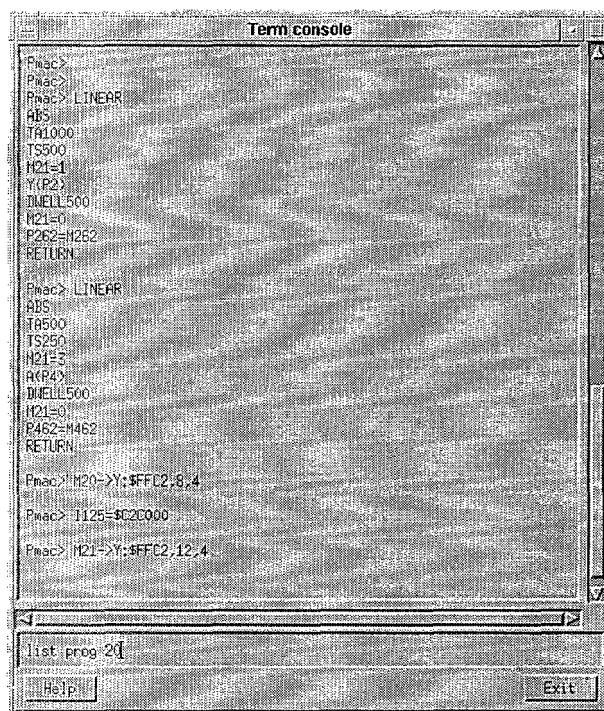 Term console
Pmac>
Pmac>
Pmac> LINEAR
ABS
TA1000
TS500
M21=1
Y(P2)
DWELL500
M21=0
P262=M262
RETURN
Pmac> LINEAR
ABS
TA500
TS250
M21=3
A(P4)
DWELL500
M21=0
P462=M462
RETURN
Pmac> M20->Y:$FFC2,8,4
Pmac> I125=$C2C000
Pmac> M21->Y:$FFC2,12,4
list prog 20
Help
Exit